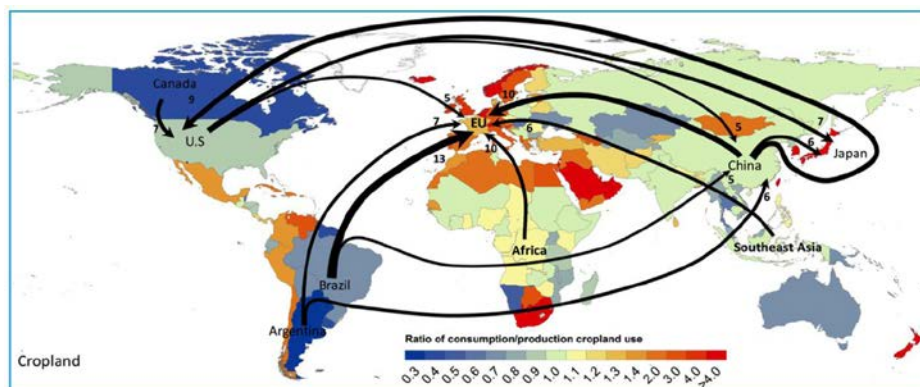 Canada
9
7
U.S
5
10
EU
7
6
13
10
5
7
6
Japan
China
5
6
Africa
Southeast Asia
Brazil
Argentina
Cropland
Ratio of consumption/production cropland use
0.3 0.4 0.5 0.6 0.7 0.8 0.9 1.0 1.1 1.2 1.4 2.0 3.0 4.0 >4.0